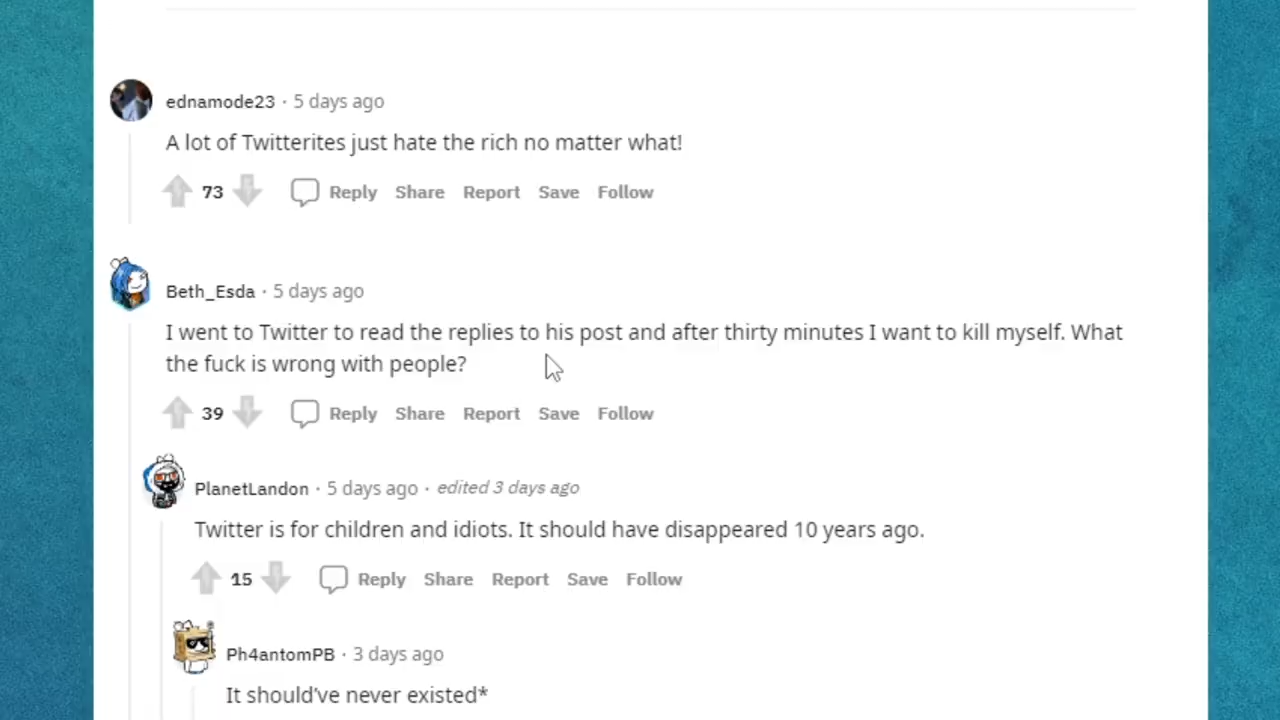 ednamode23 · 5 days ago
A lot of Twitterites just hate the rich no matter what!
73 Reply Share Report Save Follow
Beth_Esda · 5 days ago
I went to Twitter to read the replies to his post and after thirty minutes I want to kill myself. What
the fuck is wrong with people?
39 Reply Share Report Save Follow
PlanetLandon · 5 days ago · edited 3 days ago
Twitter is for children and idiots. It should have disappeared 10 years ago.
15 Reply Share Report Save Follow
Ph4antomPB · 3 days ago
It should've never existed*